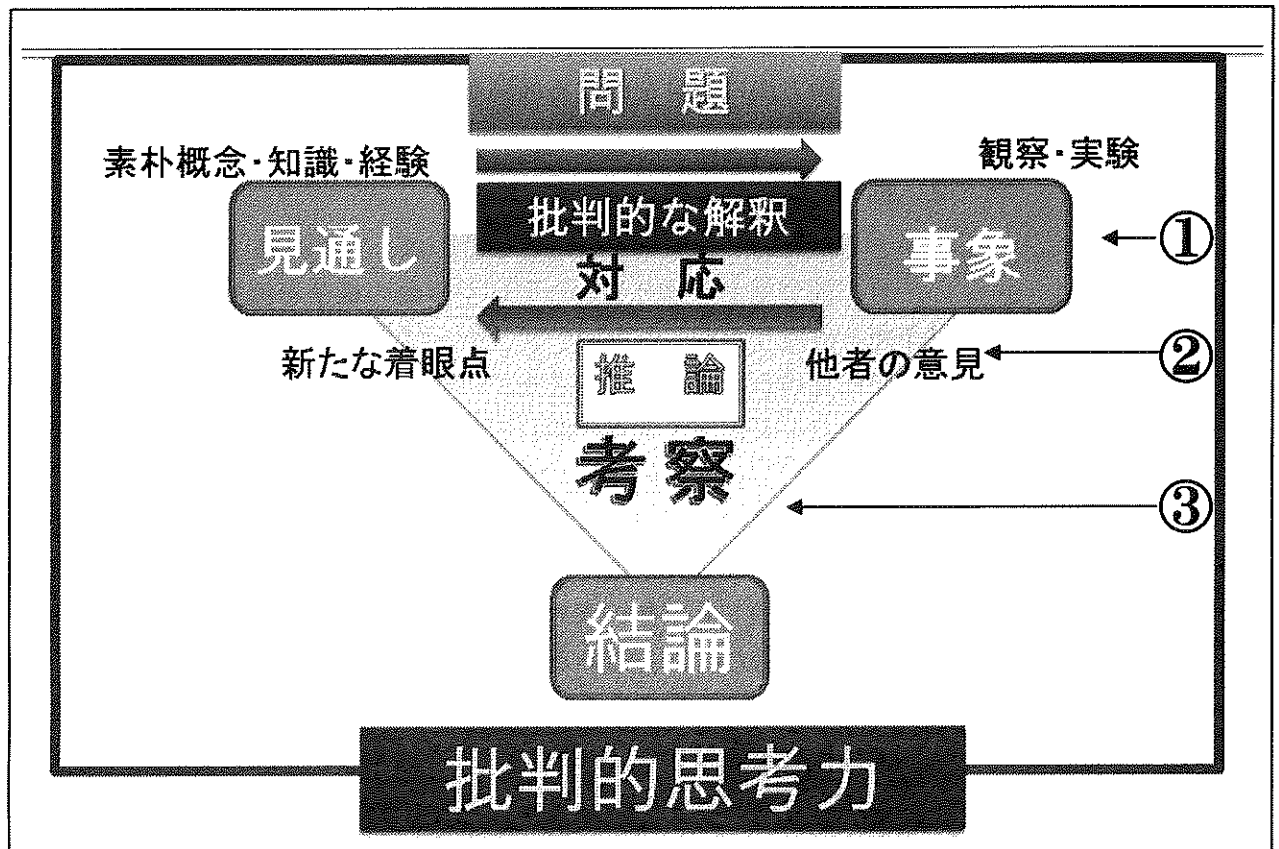 問 題
素朴概念・知識・経験
観察・実験
批判的な解釈
見通し
事象
①
対 応
新たな着眼点
他者の意見
②
推 論
考察
③
結論
批判的思考力